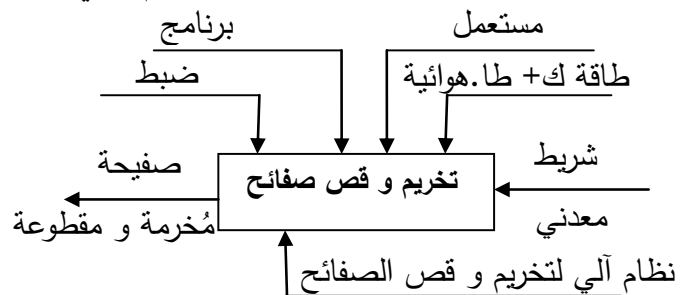 برنامج
مستعمل
ضبط
طاقة ك+ طا.هوائية
تخريم و قص صفائح
شريط
معدني
صفيحة
مُخرمة و مقطوعة
نظام آلي لتخريم و قص الصفائح